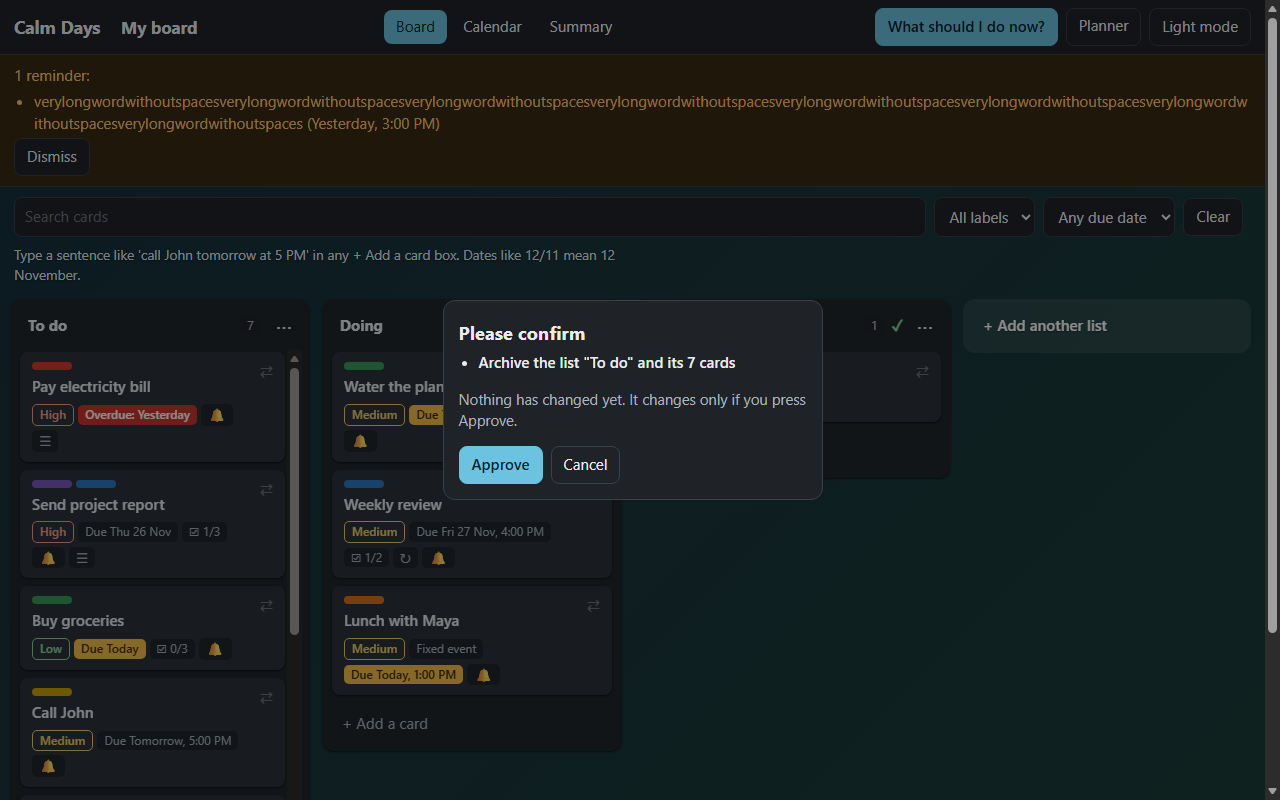 Calm Days My board Board Calendar Summary What should I do now? Planner Light mode
1 reminder:
• verylongwordwithoutspacesverylongwordwithoutspacesverylongwordwithoutspacesverylongwordwithoutspacesverylongwordwithoutspacesverylongwordwithoutspacesverylongwordw
ithoutspacesverylongwordwithoutspaces (Yesterday, 3:00 PM)
Dismiss
Search cards All labels Any due date Clear
Type a sentence like 'call John tomorrow at 5 PM' in any + Add a card box. Dates like 12/11 mean 12
November.
To do 7 ...
Pay electricity bill
High Overdue: Yesterday
Send project report
High Due Thu 26 Nov 1/3
Buy groceries
Low Due Today 0/3
Call John
Medium Due Tomorrow, 5:00 PM
Doing
Water the plan
Medium Due T
Weekly review
Medium Due Fri 27 Nov, 4:00 PM
1/2
Lunch with Maya
Medium Fixed event
Due Today, 1:00 PM
+ Add a card
1 ✓ ...
+ Add another list
Please confirm
• Archive the list "To do" and its 7 cards
Nothing has changed yet. It changes only if you press
Approve.
Approve Cancel